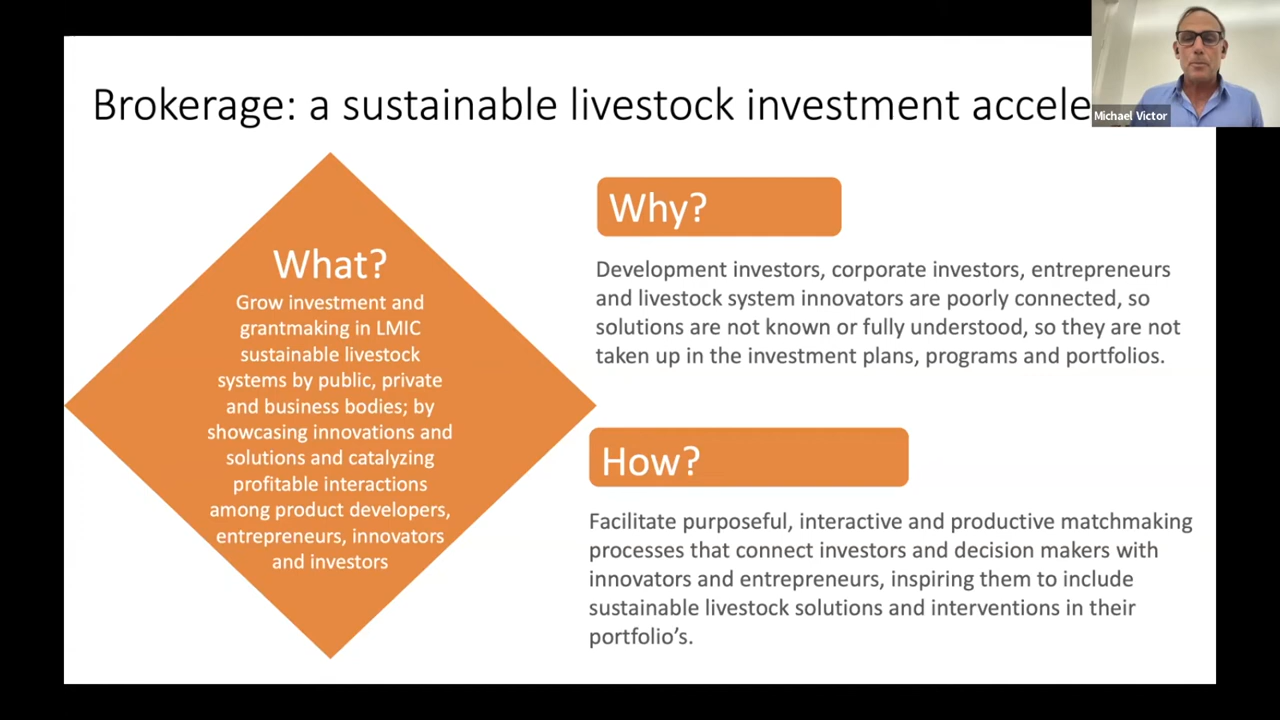 Brokerage: a sustainable livestock investment accele
Michael Victor
What?
Grow investment and
grantmaking in LMIC
sustainable livestock
systems by public, private
and business bodies; by
showcasing innovations and
solutions and catalyzing
profitable interactions
among product developers,
entrepreneurs, innovators
and investors
Why?
Development investors, corporate investors, entrepreneurs
and livestock system innovators are poorly connected, so
solutions are not known or fully understood, so they are not
taken up in the investment plans, programs and portfolios.
How?
Facilitate purposeful, interactive and productive matchmaking
processes that connect investors and decision makers with
innovators and entrepreneurs, inspiring them to include
sustainable livestock solutions and interventions in their
portfolio’s.